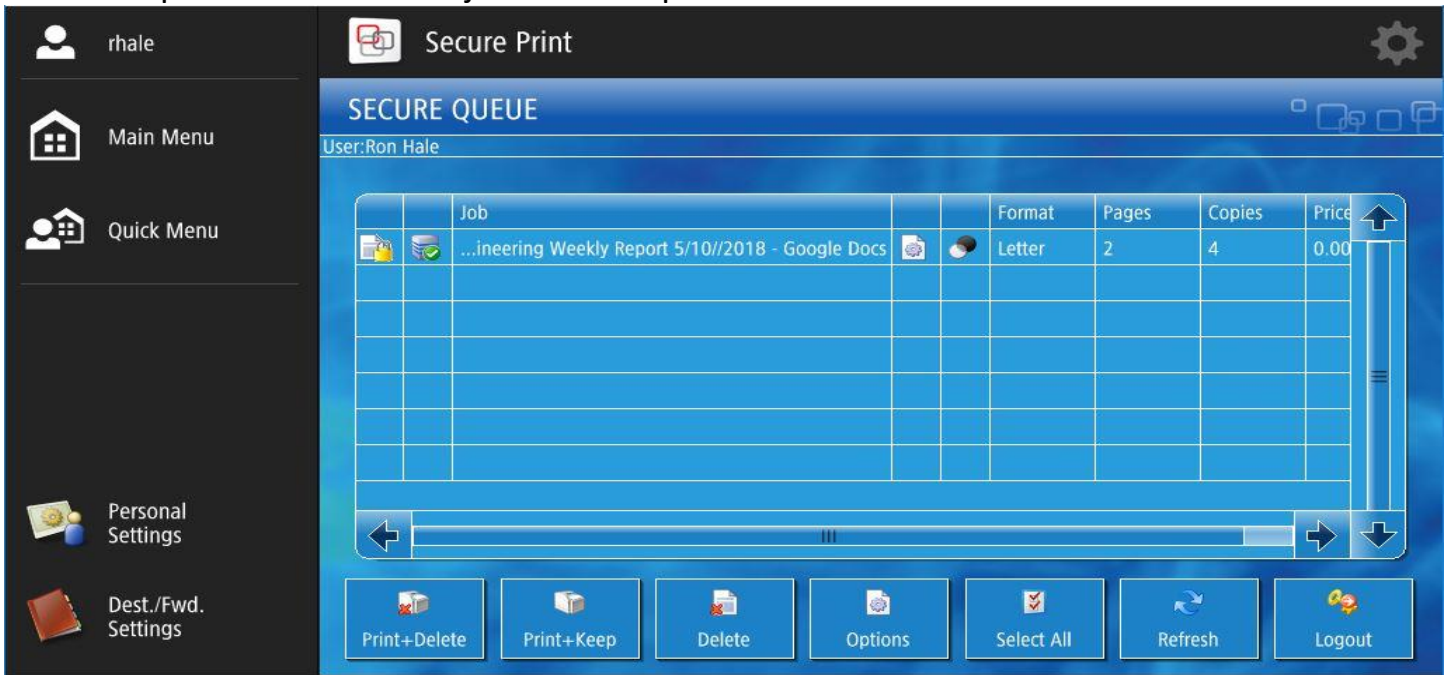 rhale
Secure Print
Main Menu
Quick Menu
Personal
Settings
Dest./Fwd.
Settings
SECURE QUEUE
User:Ron Hale
Job Format Pages Copies Price
...ineering Weekly Report 5/10//2018 - Google Docs Letter 2 4 0.00
Print+Delete Print+Keep Delete Options Select All Refresh Logout